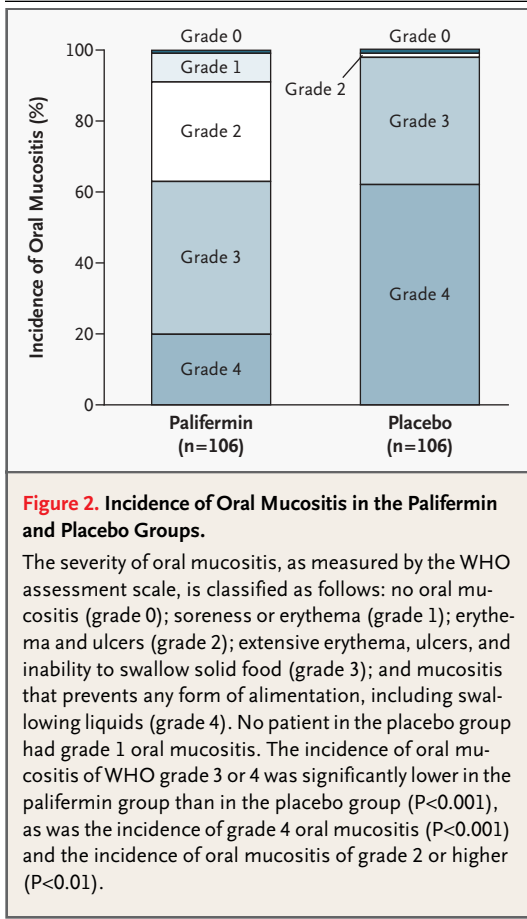 Incidence of Oral Mucositis (%)
100
80
60
40
20
0
Grade 0
Grade 1
Grade 2
Grade 3
Grade 4
Grade 0
Grade 2
Grade 3
Grade 4
Palifermin
(n=106)
Placebo
(n=106)
Figure 2. Incidence of Oral Mucositis in the Palifermin
and Placebo Groups.
The severity of oral mucositis, as measured by the WHO
assessment scale, is classified as follows: no oral mu-
cositis (grade 0); soreness or erythema (grade 1); erythe-
ma and ulcers (grade 2); extensive erythema, ulcers, and
inability to swallow solid food (grade 3); and mucositis
that prevents any form of alimentation, including swal-
lowing liquids (grade 4). No patient in the placebo group
had grade 1 oral mucositis. The incidence of oral mu-
cositis of WHO grade 3 or 4 was significantly lower in the
palifermin group than in the placebo group (P<0.001),
as was the incidence of grade 4 oral mucositis (P<0.001)
and the incidence of oral mucositis of grade 2 or higher
(P<0.01).